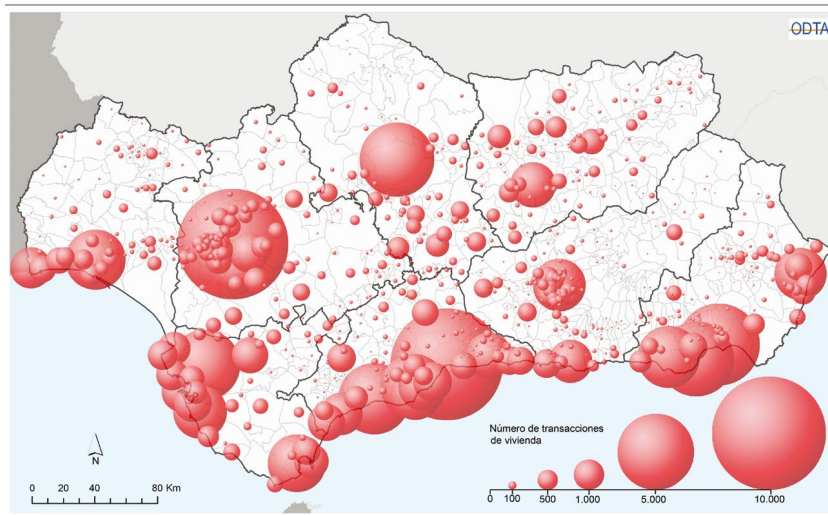 ODTA
Número de transacciones
de vivienda
0 100 500 1.000 5.000 10.000
N
0 20 40 80 Km